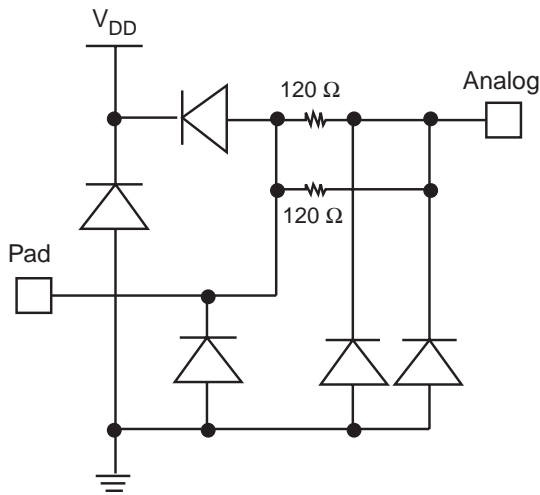 VDD
120 Ω
Analog
120 Ω
Pad